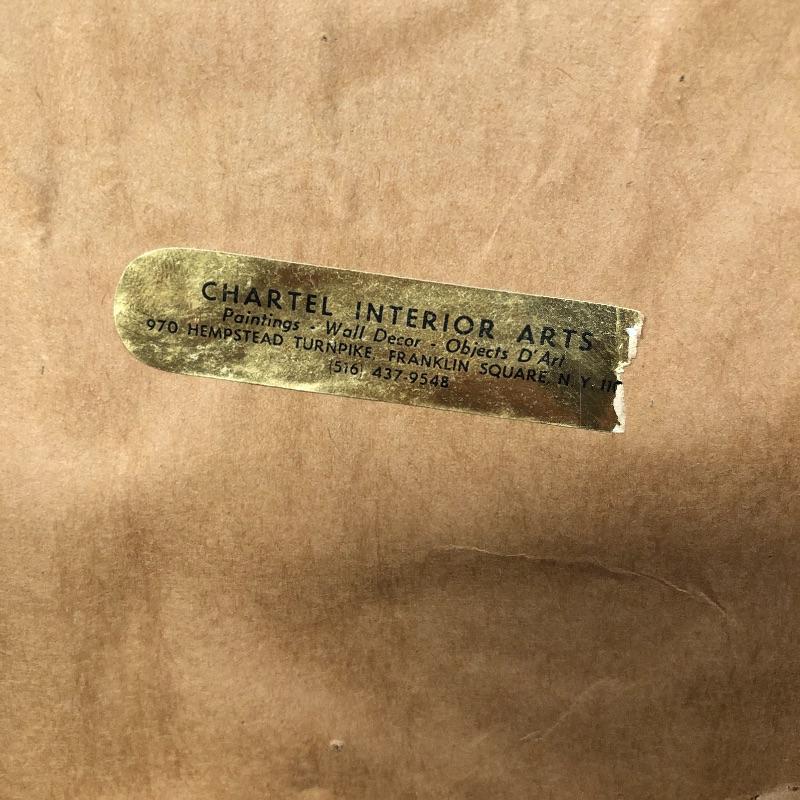 CHARTEL INTERIOR ARTS
Paintings - Wall Decor - Objects D'Art
970 HEMPSTEAD TURNPIKE, FRANKLIN SQUARE, N. Y.
(516) 437-9548